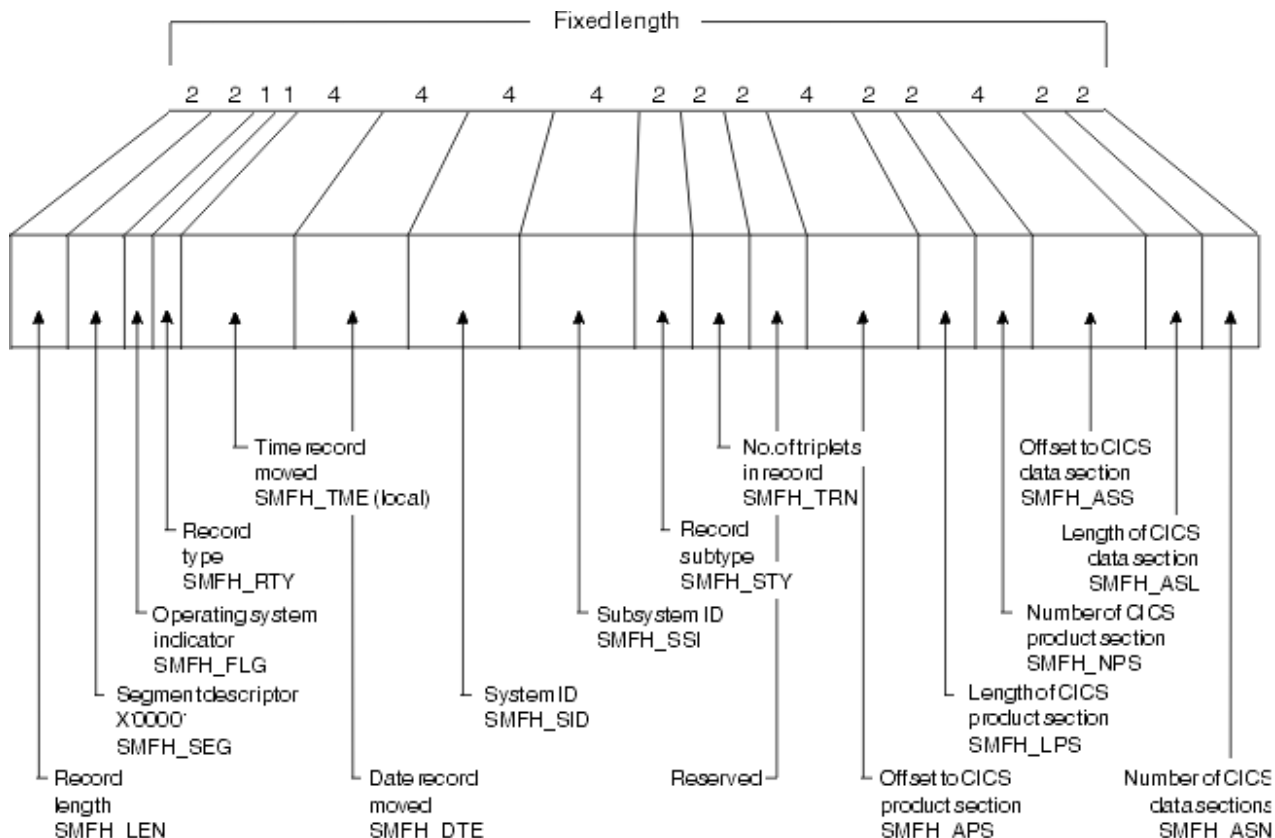 Fixed length
2 2 1 1 4 4 4 4 2 2 2 4 2 2 4 2 2
Time record
moved
SMFH_TME (local)
No. of triplets
in record
SMFH_TRN
Offset to CICS
data section
SMFH_ASS
Record
type
SMFH_RTY
Record
subtype
SMFH_STY
Length of CICS
data section
SMFH_ASL
Operating system
indicator
SMFH_FLG
Subsystem ID
SMFH_SSI
Number of CICS
product section
SMFH_NPS
Segment descriptor
X'0000'
SMFH_SEG
System ID
SMFH_SID
Length of CICS
product section
SMFH_LPS
Record
length
SMFH_LEN
Date record
moved
SMFH_DTE
Reserved
Offset to CICS
product section
SMFH_APS
Number of CICS
data sections
SMFH_ASN